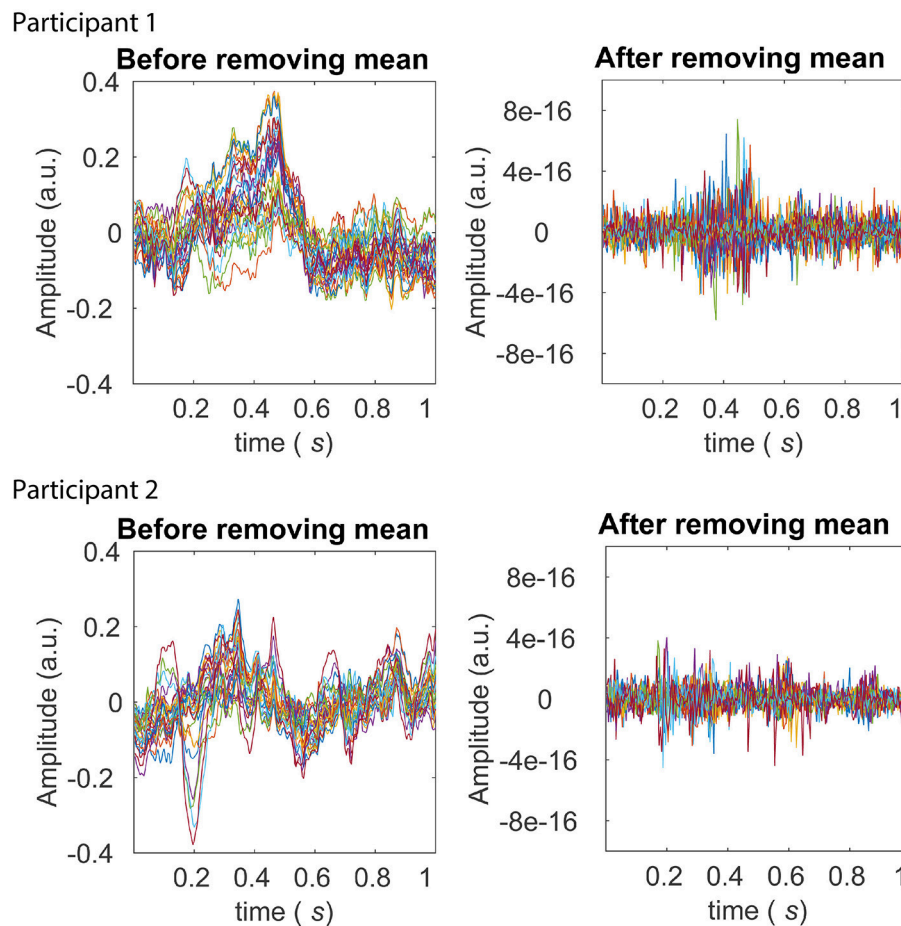 Participant 1
Before removing mean
After removing mean
Amplitude (a.u.)
0.4
0.2
0
-0.2
-0.4
0.2 0.4 0.6 0.8 1
time ( s)
Amplitude (a.u.)
8e-16
4e-16
0
-4e-16
-8e-16
0.2 0.4 0.6 0.8 1
time ( s)
Participant 2
Before removing mean
After removing mean
Amplitude (a.u.)
0.4
0.2
0
-0.2
-0.4
0.2 0.4 0.6 0.8 1
time ( s)
Amplitude (a.u.)
8e-16
4e-16
0
-4e-16
-8e-16
0.2 0.4 0.6 0.8 1
time ( s)